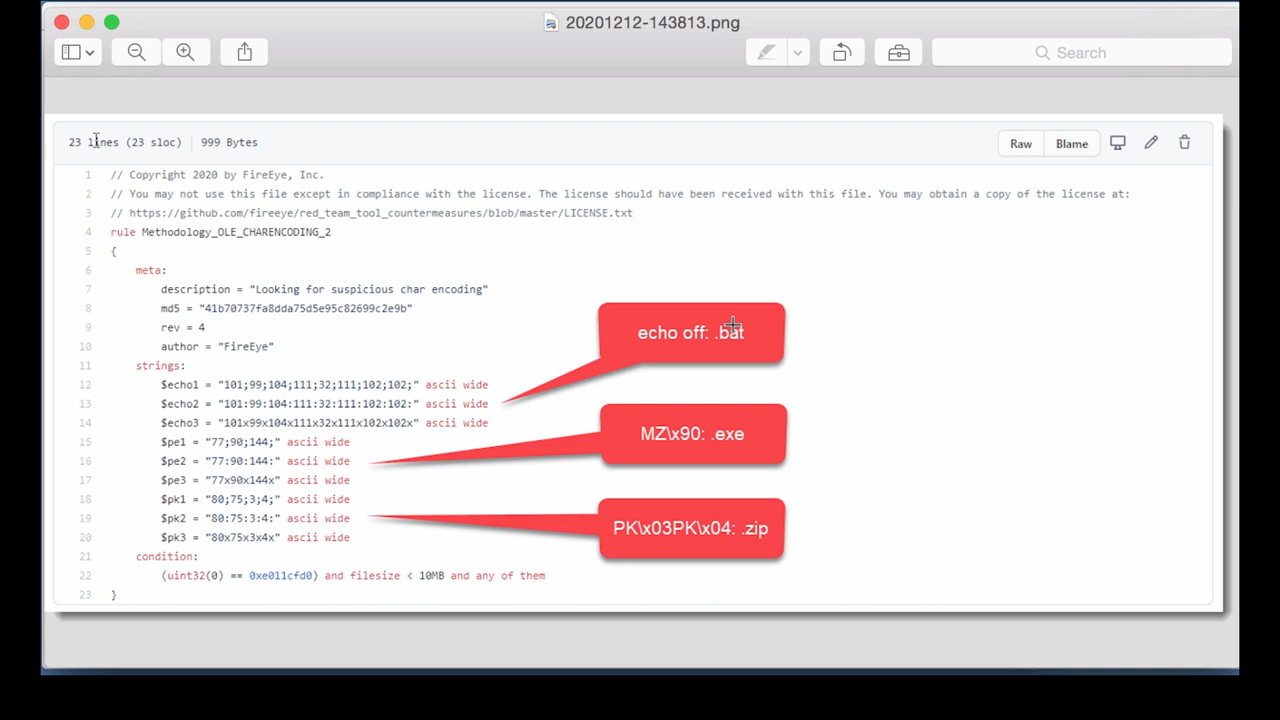 20201212-143813.png
Search
23 lines (23 sloc) 999 Bytes
Raw Blame
1 // Copyright 2020 by FireEye, Inc.
2 // You may not use this file except in compliance with the license. The license should have been received with this file. You may obtain a copy of the license at:
3 // https://github.com/fireeye/red_team_tool_countermeasures/blob/master/LICENSE.txt
4 rule Methodology_OLE_CHARENCODING_2
5 {
6 meta:
7 description = "Looking for suspicious char encoding"
8 md5 = "41b70737fa8dda75d5e95c82699c2e9b"
9 rev = 4
10 author = "FireEye"
11 strings:
12 $echo1 = "101;99;104;111;32;111;102;102;" ascii wide
13 $echo2 = "101:99:104:111:32:111:102:102:" ascii wide
14 $echo3 = "101x99x104x111x32x111x102x102x" ascii wide
15 $pe1 = "77;90;144;" ascii wide
16 $pe2 = "77:90:144:" ascii wide
17 $pe3 = "77x90x144x" ascii wide
18 $pk1 = "80;75;3;4;" ascii wide
19 $pk2 = "80:75:3:4:" ascii wide
20 $pk3 = "80x75x3x4x" ascii wide
21 condition:
22 (uint32(0) == 0xe011cfd0) and filesize < 10MB and any of them
23 }
echo off: .bat
MZ\x90: .exe
PK\x03PK\x04: .zip